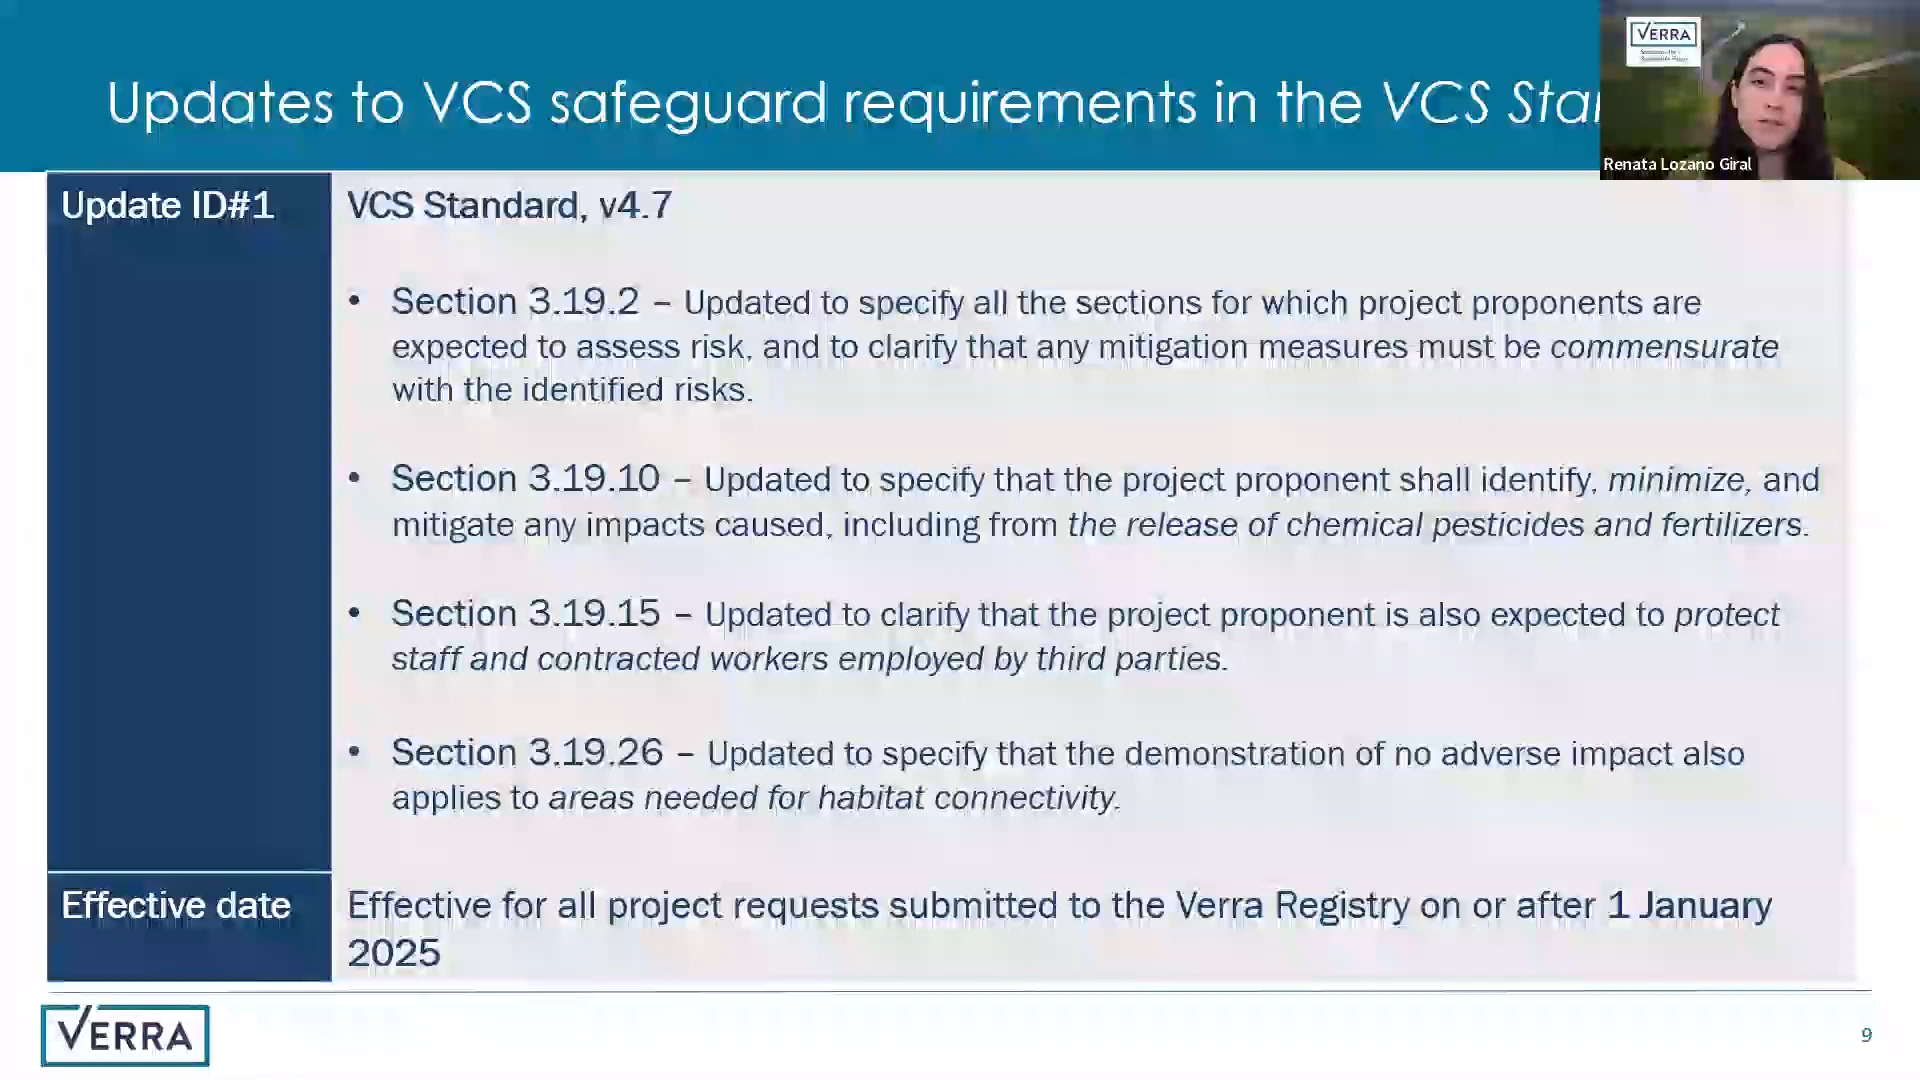 Updates to VCS safeguard requirements in the VCS Sta
VERRA
Renata Lozano Giral
Update ID#1
VCS Standard, v4.7
• Section 3.19.2 – Updated to specify all the sections for which project proponents are
expected to assess risk, and to clarify that any mitigation measures must be commensurate
with the identified risks.
• Section 3.19.10 – Updated to specify that the project proponent shall identify, minimize, and
mitigate any impacts caused, including from the release of chemical pesticides and fertilizers.
• Section 3.19.15 – Updated to clarify that the project proponent is also expected to protect
staff and contracted workers employed by third parties.
• Section 3.19.26 – Updated to specify that the demonstration of no adverse impact also
applies to areas needed for habitat connectivity.
Effective date
Effective for all project requests submitted to the Verra Registry on or after 1 January
2025
VERRA
9